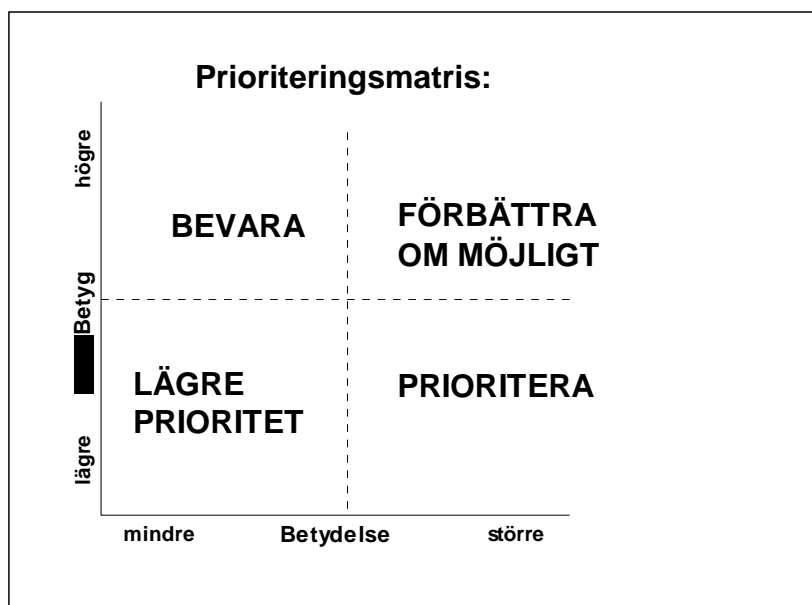 Prioriteringsmatris:
högre
BEVARA
FÖRBÄTTRA
OM MÖJLIGT
Betyg
LÄGRE
PRIORITET
PRIORITERA
lägre
mindre
Betydelse
större